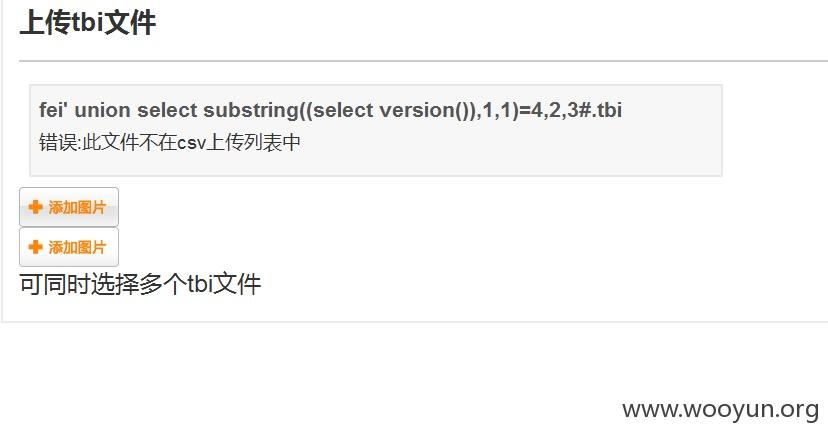 上传tbi文件
fei' union select substring((select version()),1,1)=4,2,3#.tbi
错误:此文件不在csv上传列表中
添加图片
添加图片
可同时选择多个tbi文件
www.wooyun.org